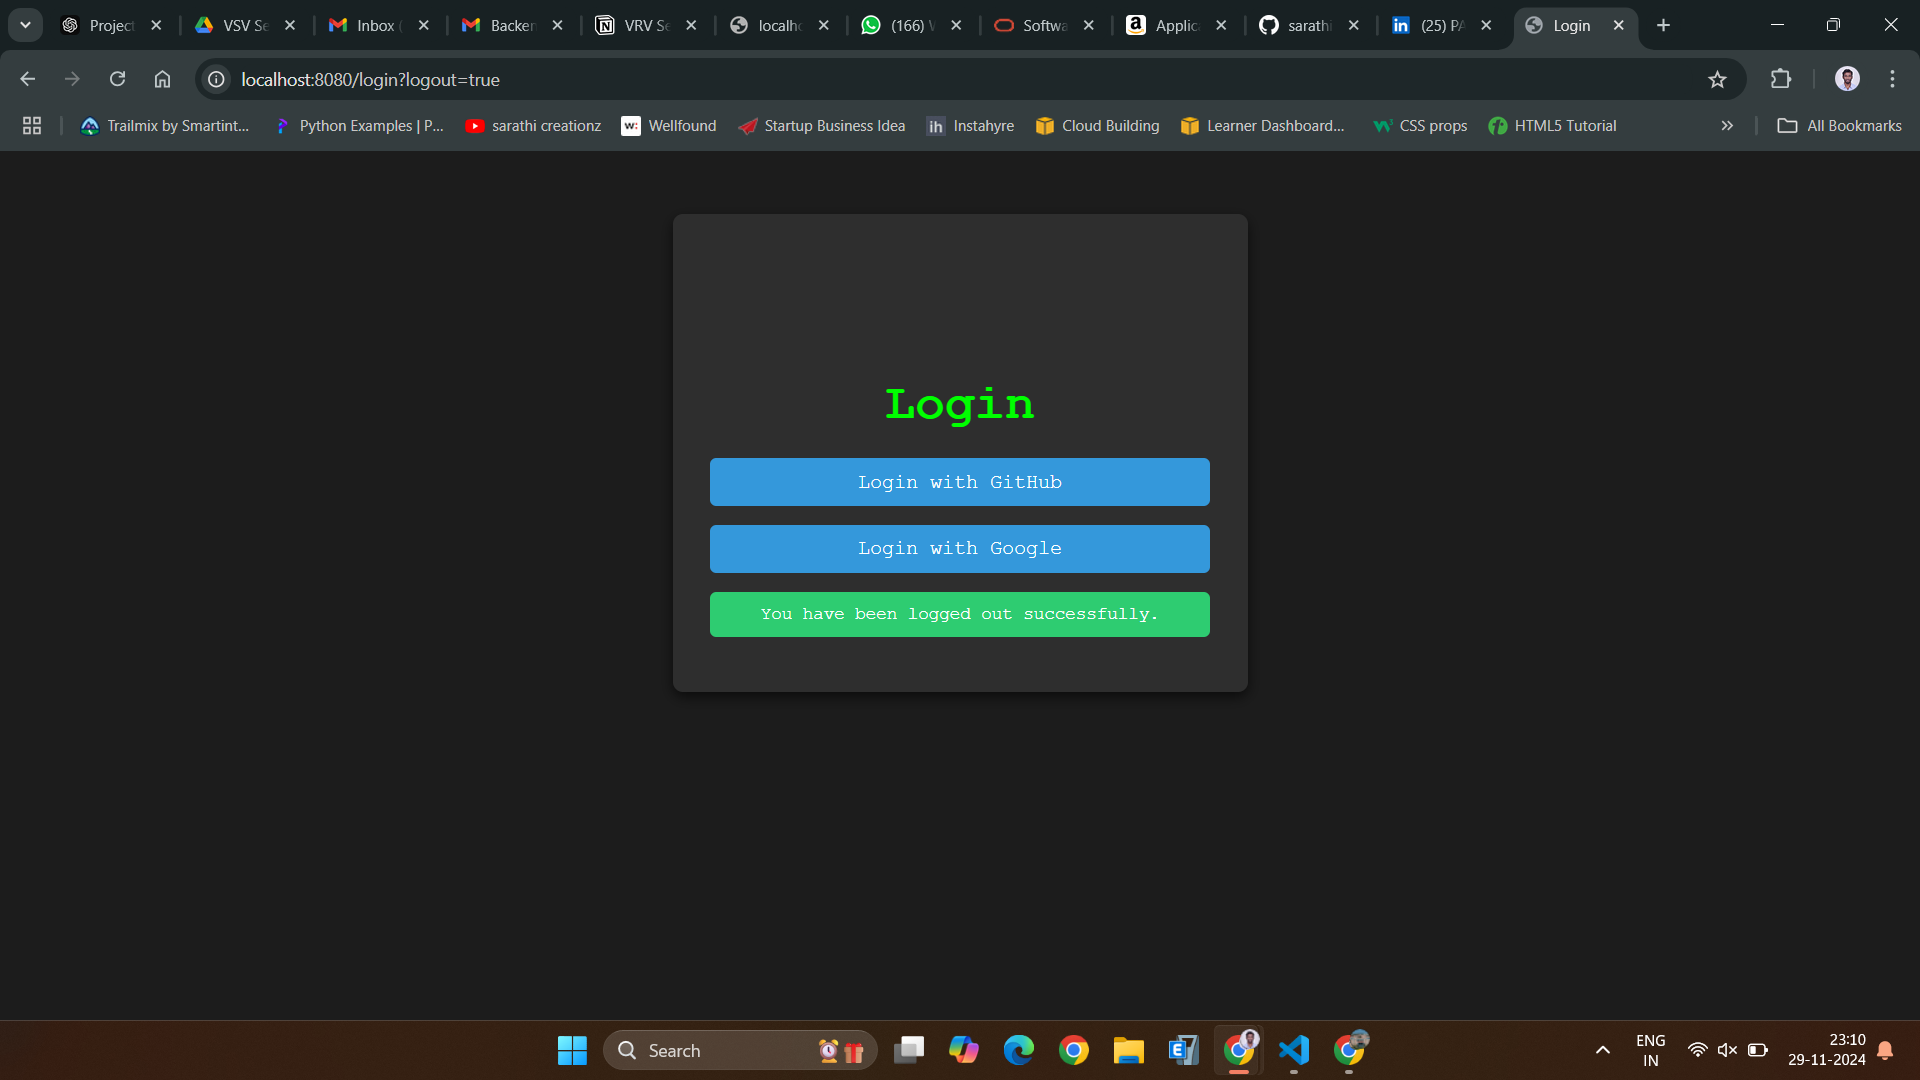 Project
VSV Se
Inbox (
Backen
VRV Se
localho
(166) W
Softwa
Applic
sarathi
(25) PA
Login
localhost:8080/login?logout=true
Trailmix by Smartint...
Python Examples | P...
sarathi creationz
Wellfound
Startup Business Idea
Instahyre
Cloud Building
Learner Dashboard...
CSS props
HTML5 Tutorial
All Bookmarks
Login
Login with GitHub
Login with Google
You have been logged out successfully.
Search
ENG
IN
23:10
29-11-2024